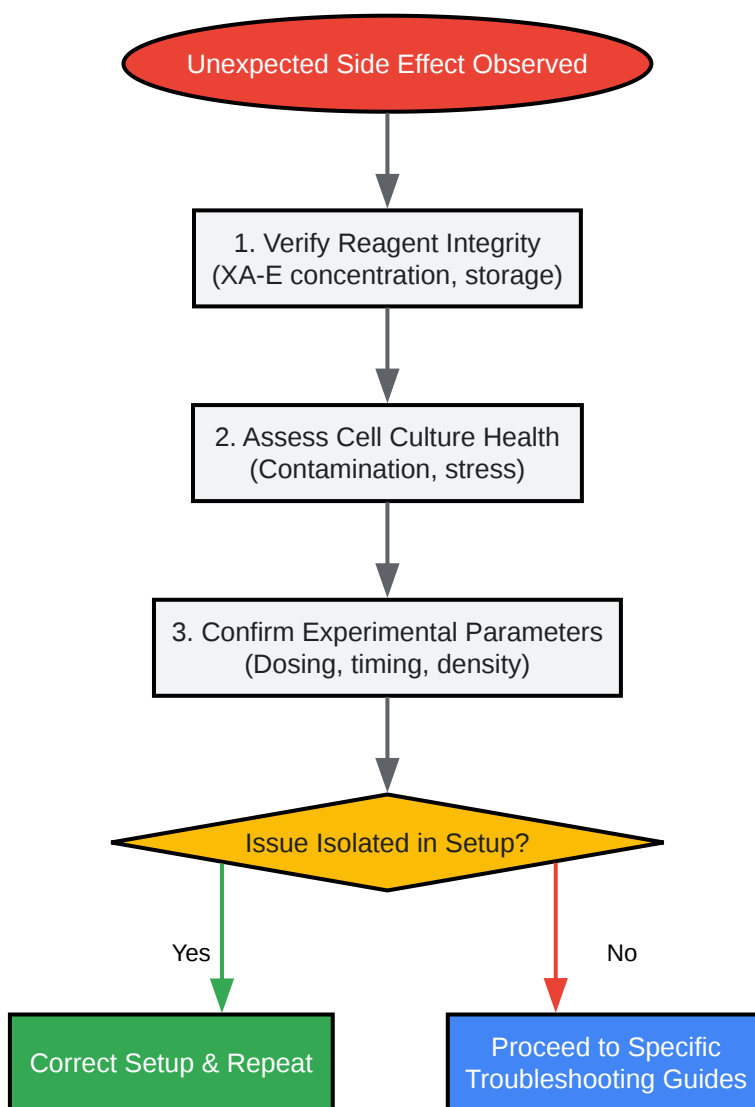 Unexpected Side Effect Observed
1. Verify Reagent Integrity
(XA-E concentration, storage)
2. Assess Cell Culture Health
(Contamination, stress)
3. Confirm Experimental Parameters
(Dosing, timing, density)
Issue Isolated in Setup?
Yes
No
Correct Setup & Repeat
Proceed to Specific
Troubleshooting Guides